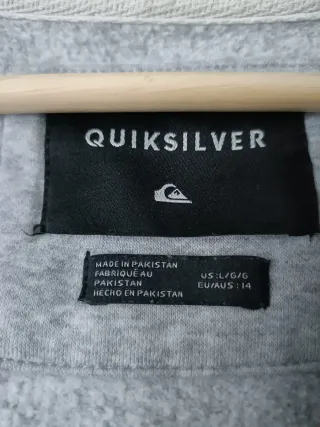 QUIKSILVER
MADE IN PAKISTAN
FABRIQUÉ AU
PAKISTAN
HECHO EN PAKISTAN
US:L/G/G
EU/AUS:14